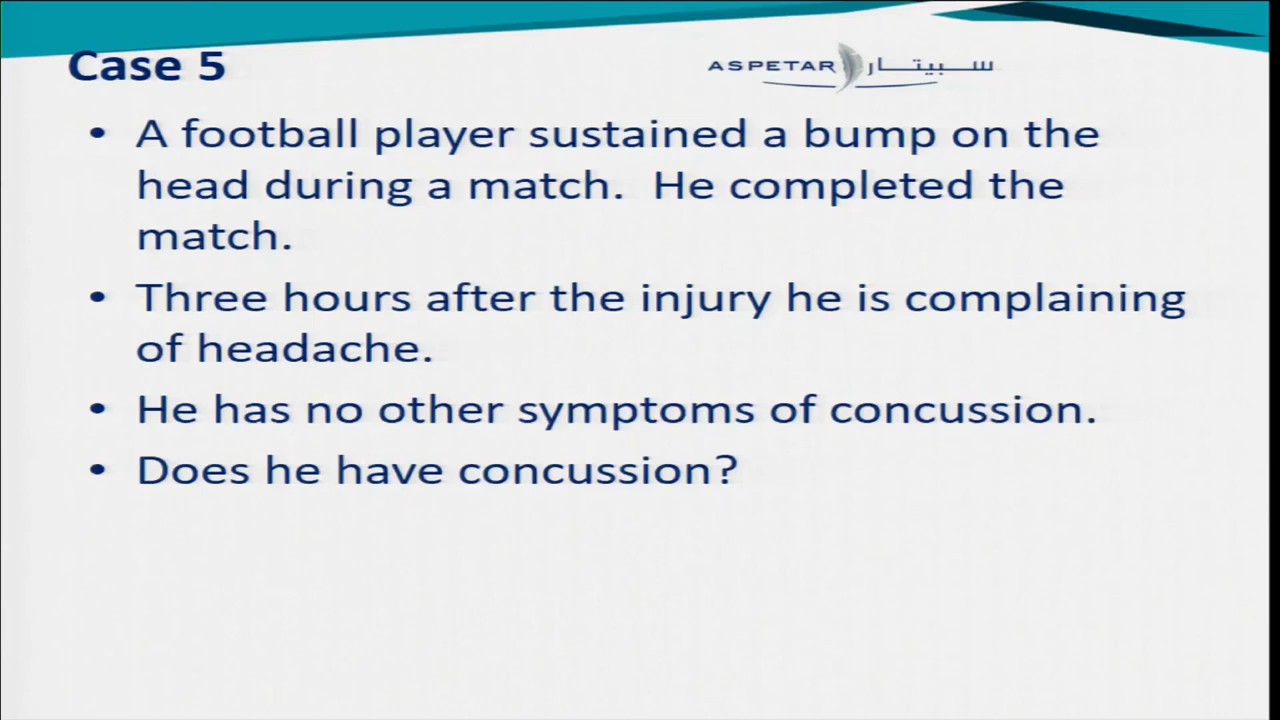 Case 5
ASPETAR سبيتار
• A football player sustained a bump on the
head during a match.  He completed the
match.
• Three hours after the injury he is complaining
of headache.
• He has no other symptoms of concussion.
• Does he have concussion?